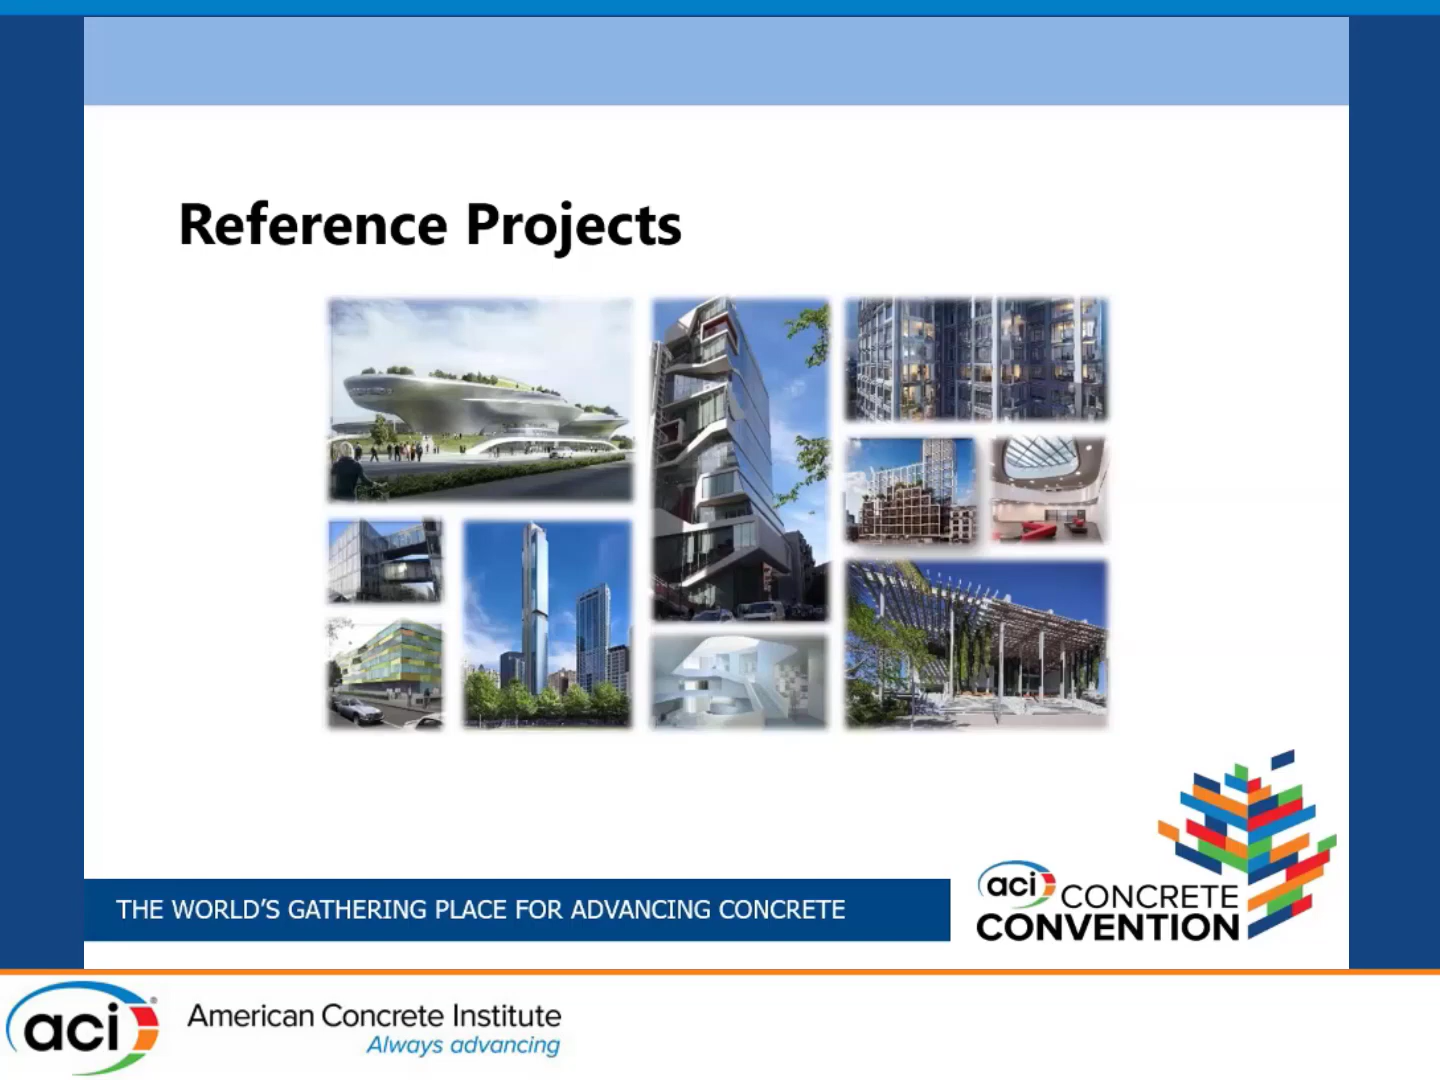 Reference Projects
THE WORLD'S GATHERING PLACE FOR ADVANCING CONCRETE
aci CONCRETE
CONVENTION
aci®
American Concrete Institute
Always advancing